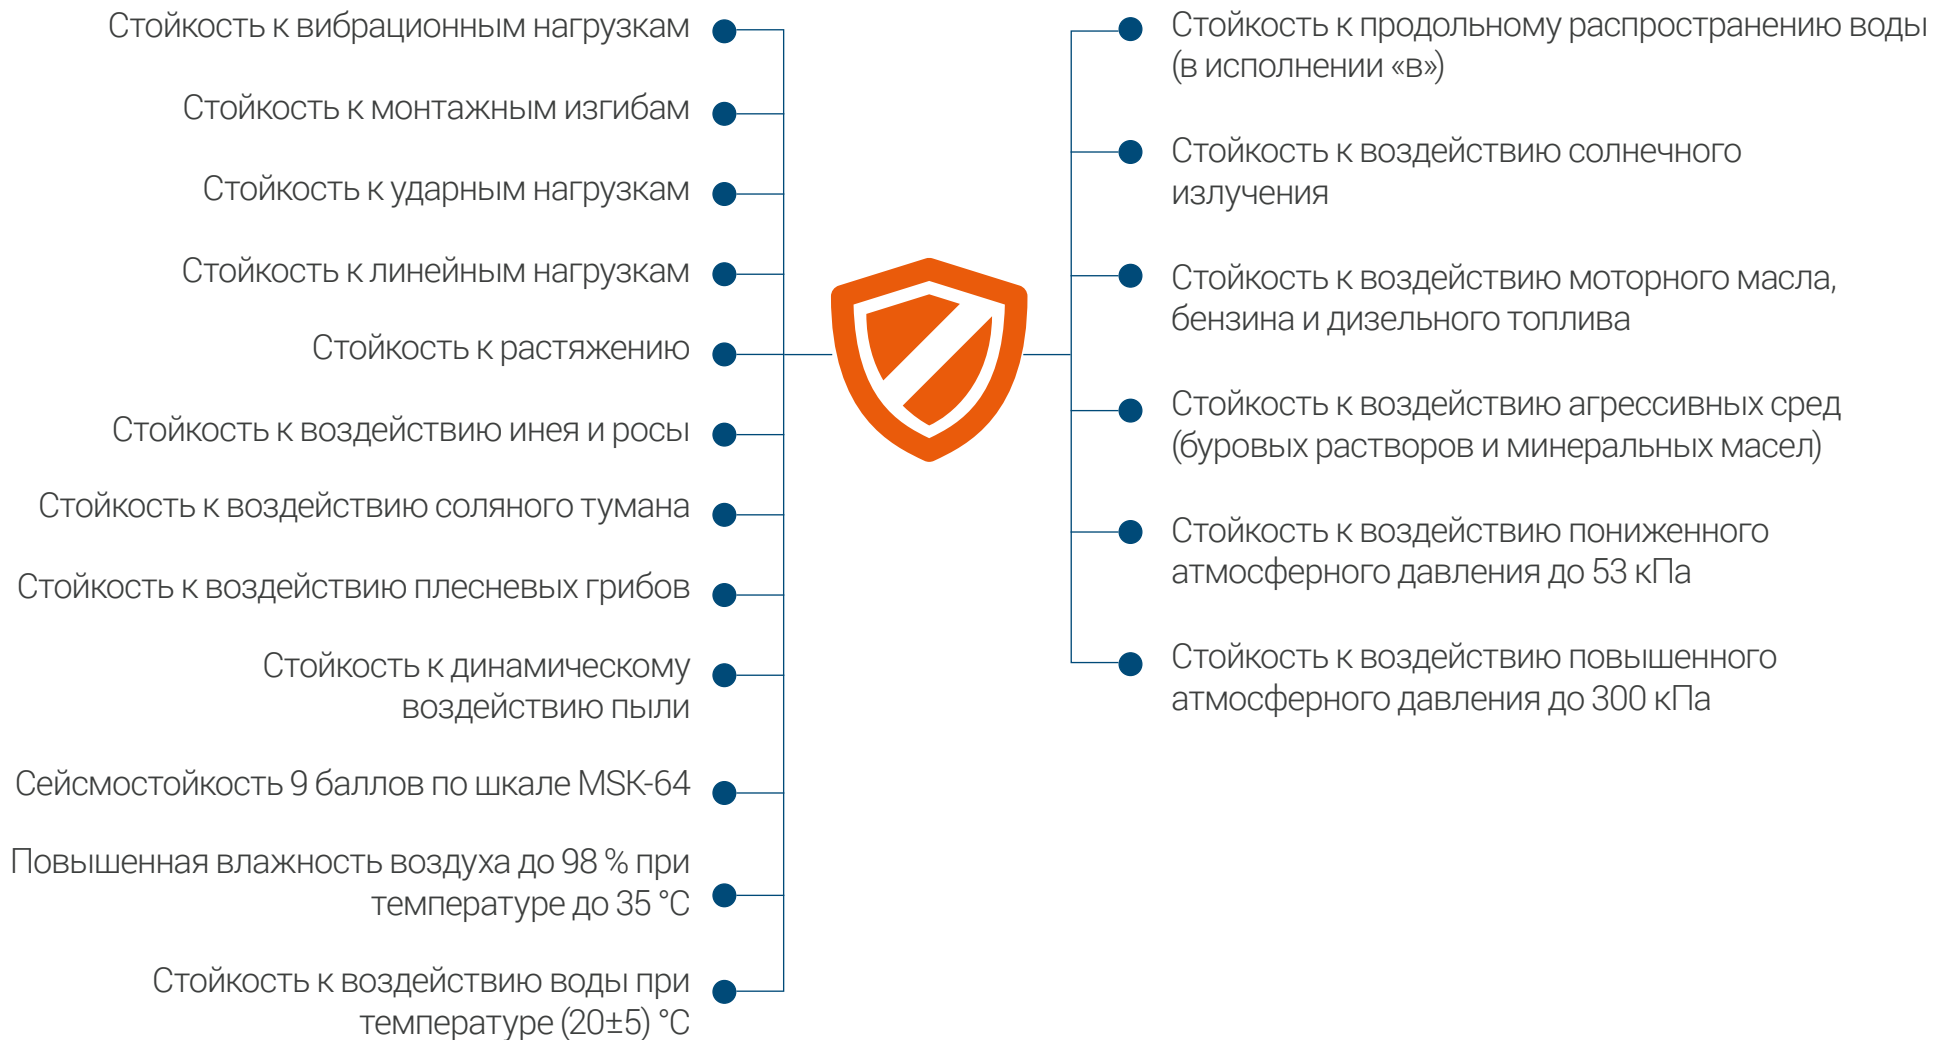 Стойкость к вибрационным нагрузкам
Стойкость к монтажным изгибам
Стойкость к ударным нагрузкам
Стойкость к линейным нагрузкам
Стойкость к растяжению
Стойкость к воздействию инея и росы
Стойкость к воздействию соляного тумана
Стойкость к воздействию плесневых грибов
Стойкость к динамическому
воздействию пыли
Сейсмостойкость 9 баллов по шкале MSK-64
Повышенная влажность воздуха до 98 % при
температуре до 35 °С
Стойкость к воздействию воды при
температуре (20±5) °С
Стойкость к продольному распространению воды
(в исполнении «в»)
Стойкость к воздействию солнечного
излучения
Стойкость к воздействию моторного масла,
бензина и дизельного топлива
Стойкость к воздействию агрессивных сред
(буровых растворов и минеральных масел)
Стойкость к воздействию пониженного
атмосферного давления до 53 кПа
Стойкость к воздействию повышенного
атмосферного давления до 300 кПа